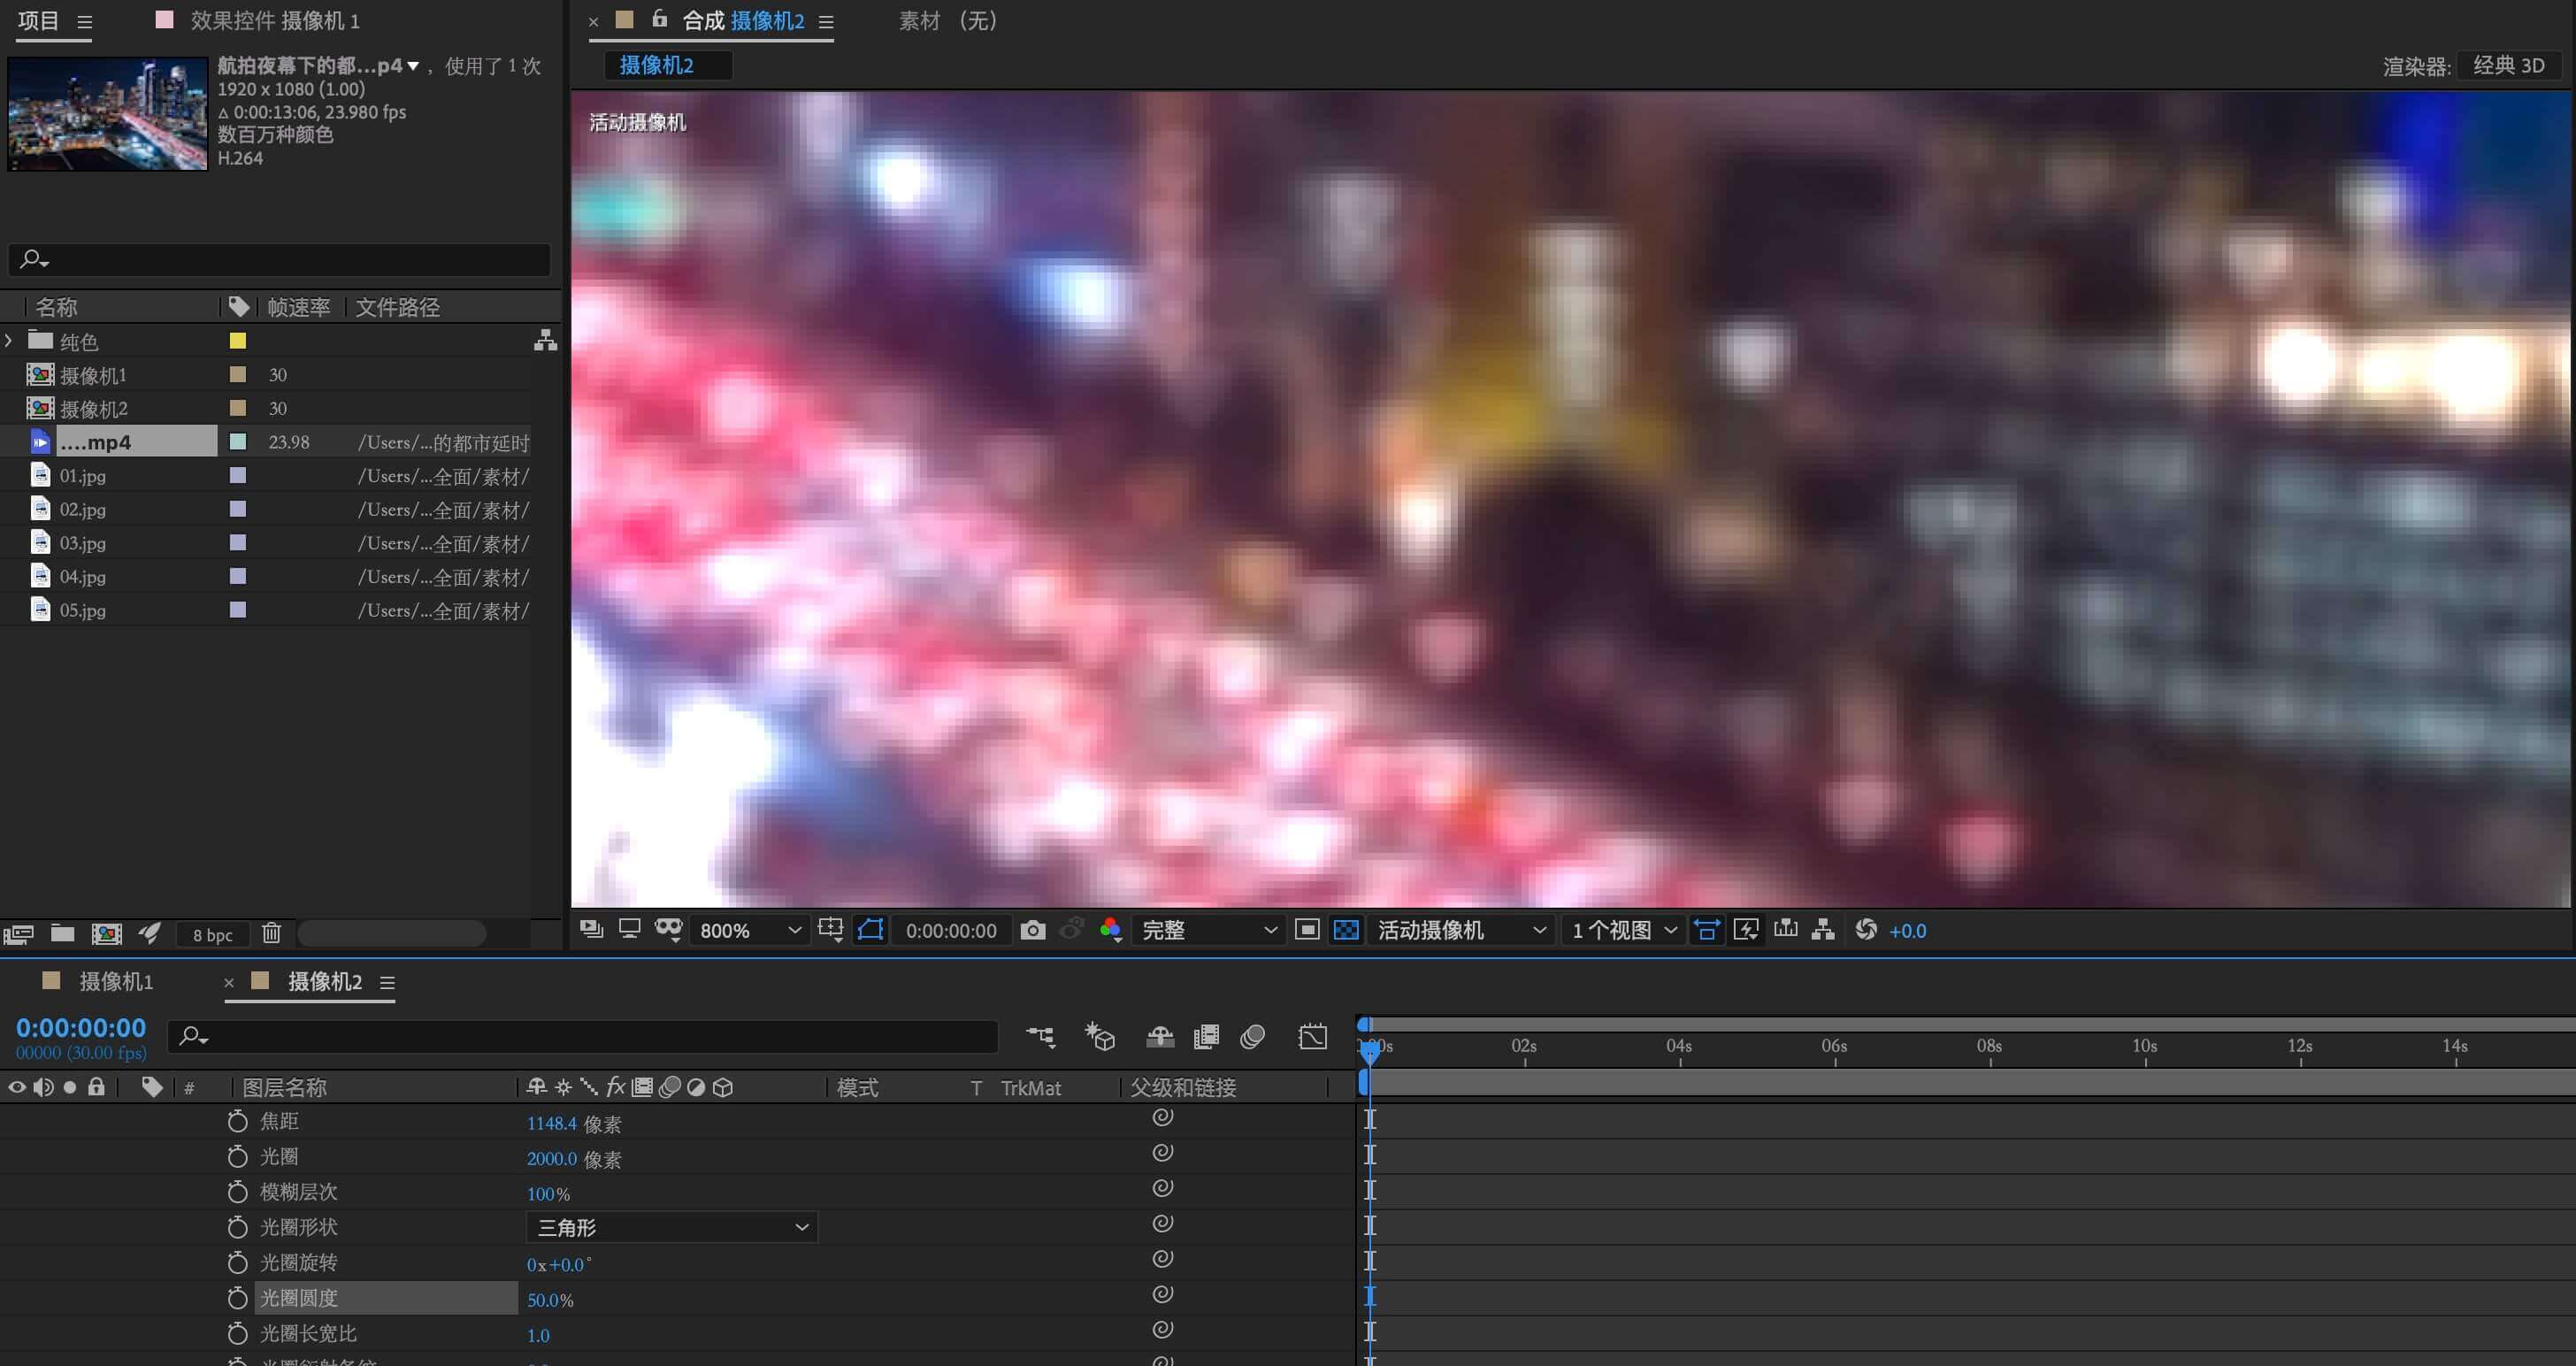 项目
效果控件 摄像机 1
合成 摄像机2
素材 (无)
航拍夜幕下的都...p4 , 使用了 1 次
1920 x 1080 (1.00)
Δ 0:00:13:06, 23.980 fps
数百万种颜色
H.264
摄像机2
渲染器: 经典 3D
活动摄像机
名称 帧速率 文件路径
纯色
摄像机1 30
摄像机2 30
....mp4 23.98 /Users/...的都市延时
01.jpg /Users/...全面/素材/
02.jpg /Users/...全面/素材/
03.jpg /Users/...全面/素材/
04.jpg /Users/...全面/素材/
05.jpg /Users/...全面/素材/
8 bpc
800% 0:00:00:00 完整 活动摄像机 1 个视图 +0.0
摄像机1
摄像机2
0:00:00:00
00000 (30.00 fps)
02s 04s 06s 08s 10s 12s 14s
# 图层名称 fx 模式 T TrkMat 父级和链接
焦距 1148.4 像素
光圈 2000.0 像素
模糊层次 100%
光圈形状 三角形
光圈旋转 0x+0.0°
光圈圆度 50.0%
光圈长宽比 1.0